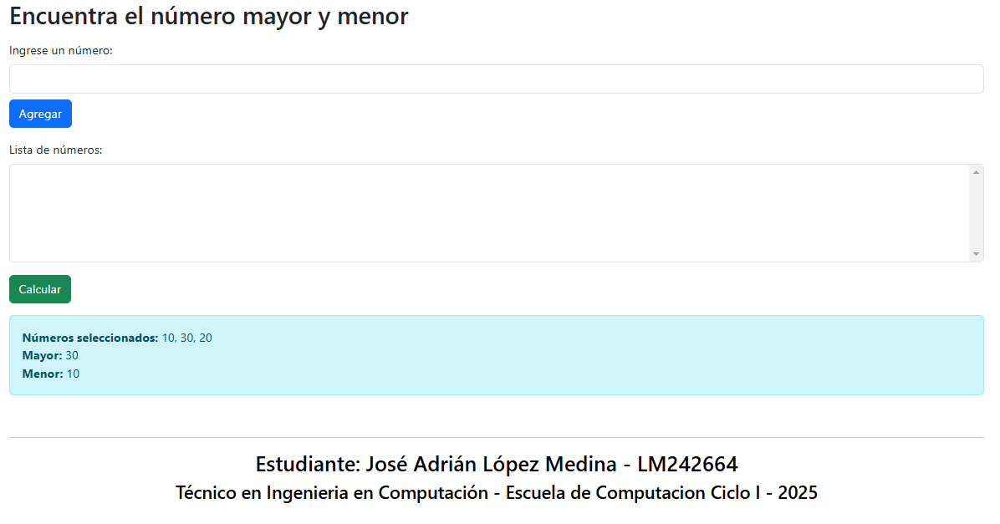 Encuentra el número mayor y menor
Ingrese un número:
Agregar
Lista de números:
Calcular
Números seleccionados: 10, 30, 20
Mayor: 30
Menor: 10
Estudiante: José Adrián López Medina - LM242664
Técnico en Ingenieria en Computación - Escuela de Computacion Ciclo I - 2025